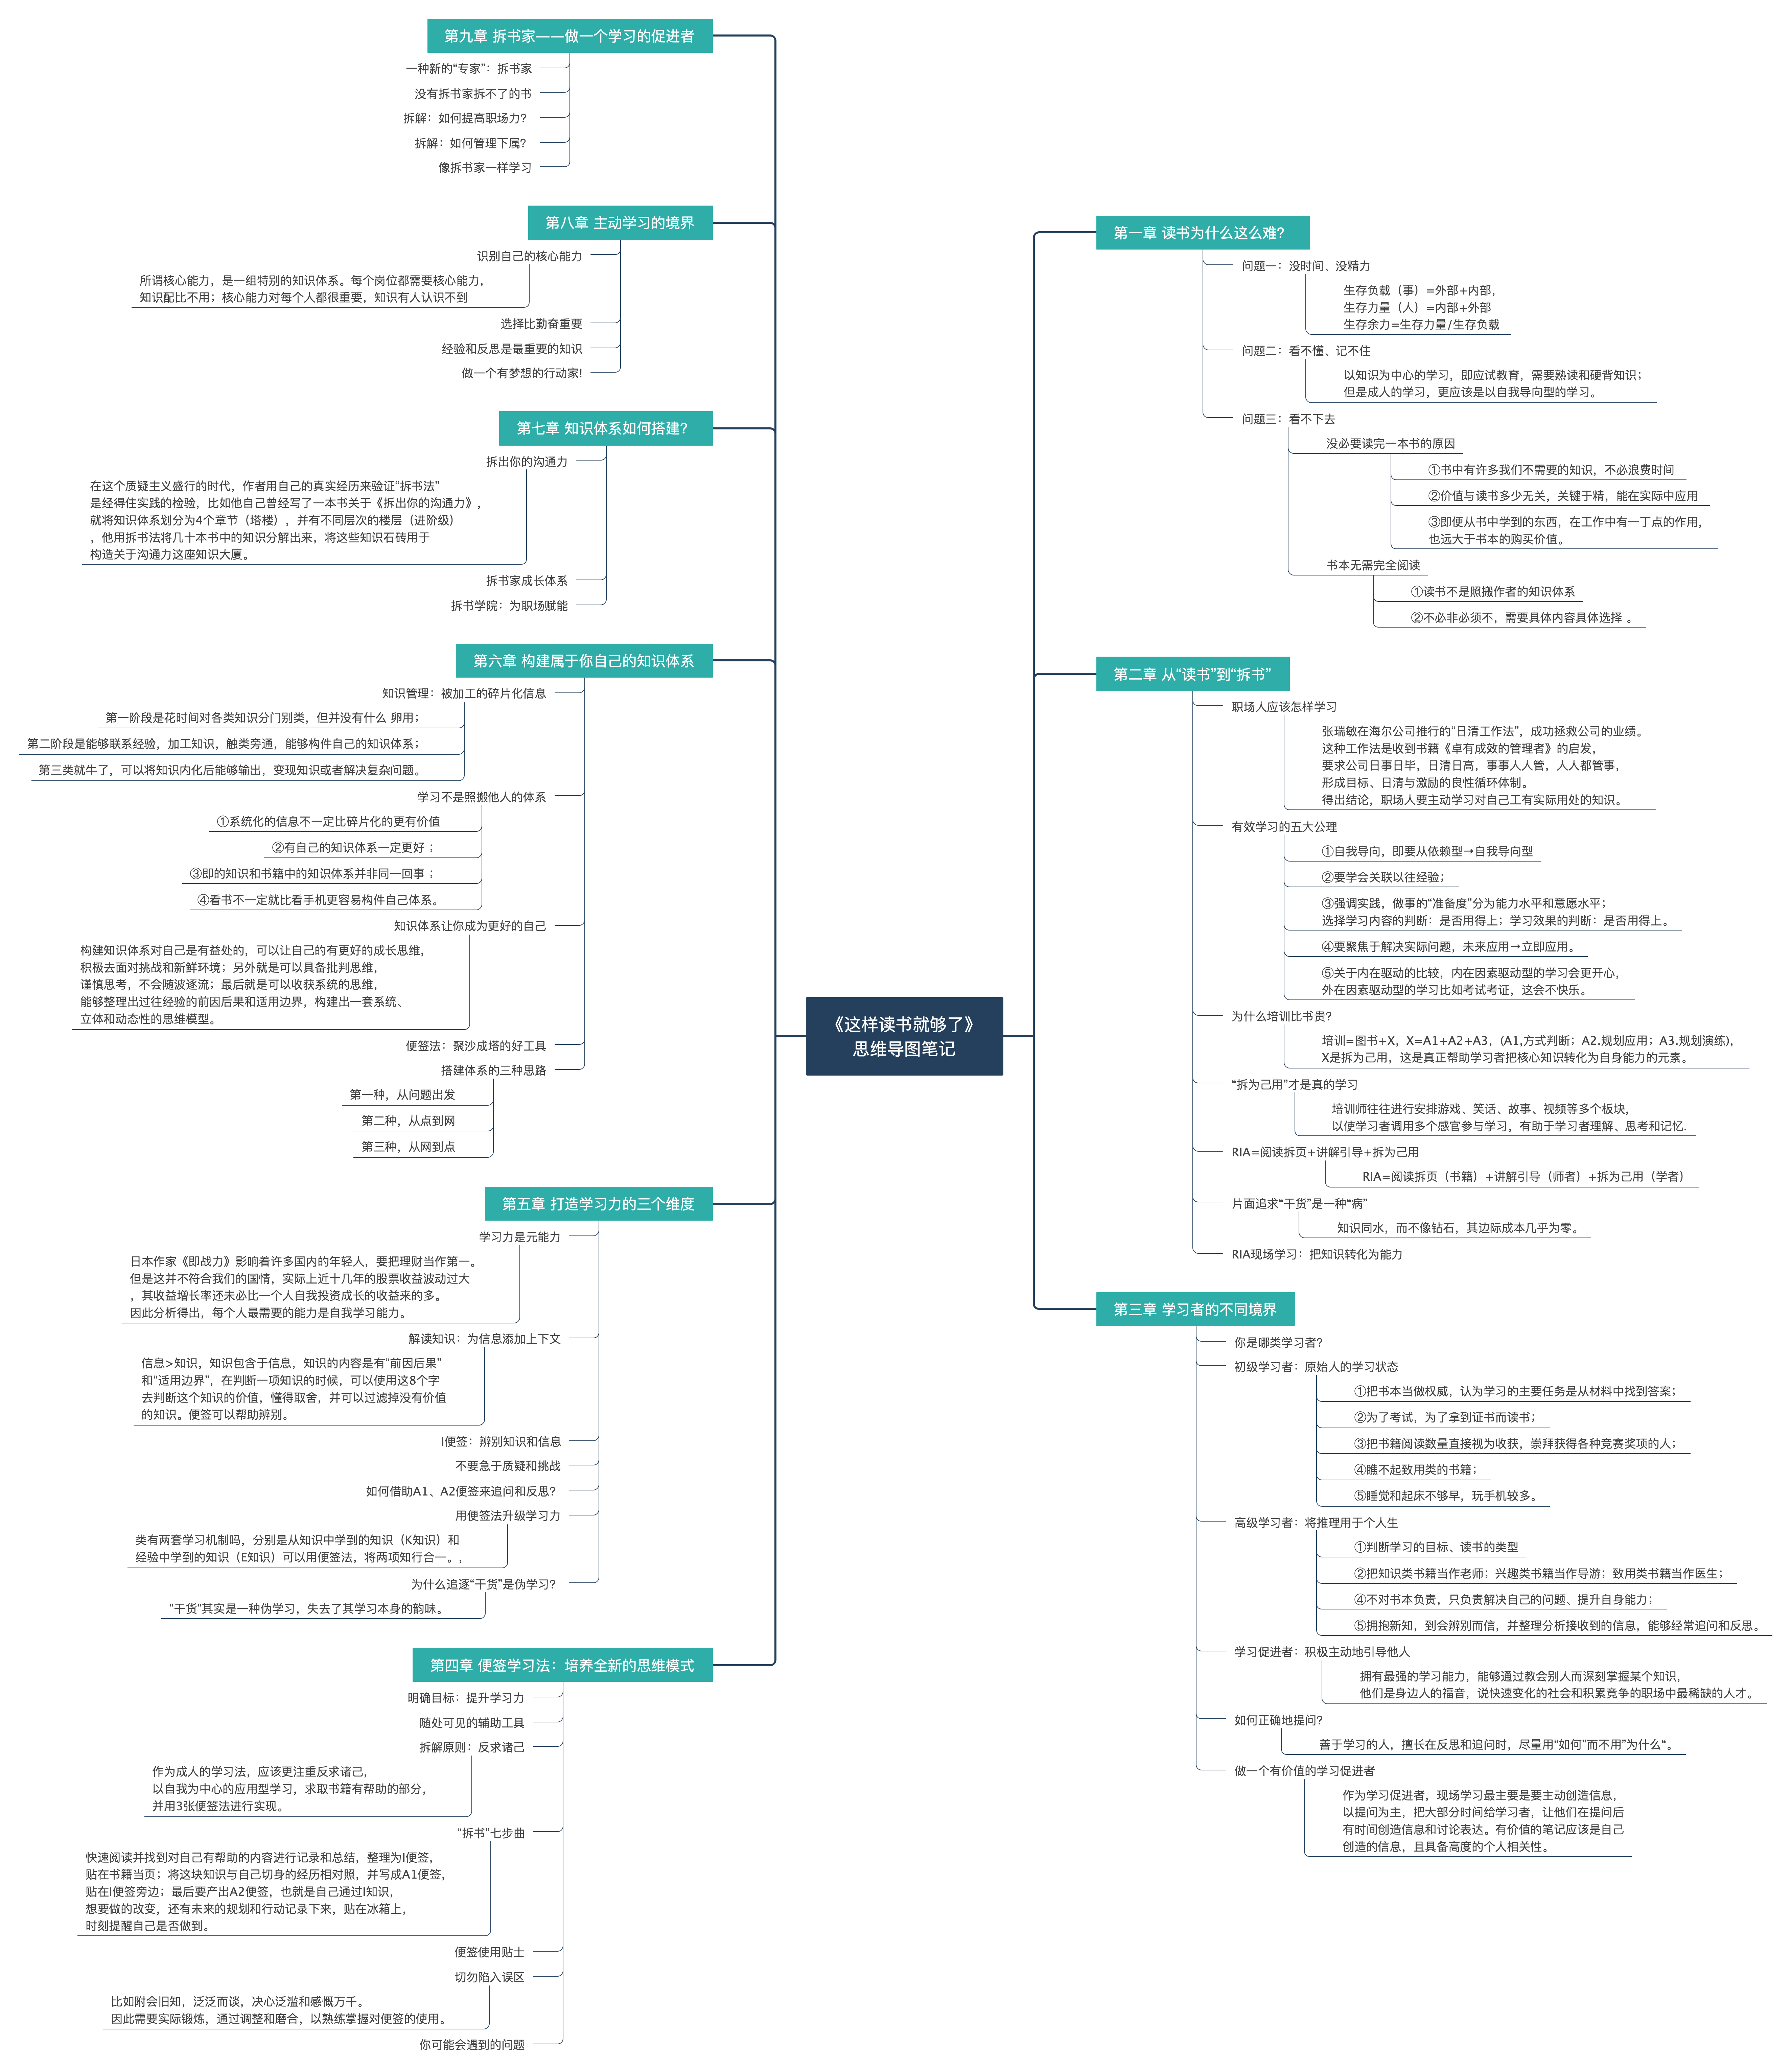 《这样读书就够了》
思维导图笔记
第一章 读书为什么这么难?
问题一：没时间、没精力
生存负载（事）=外部+内部，
生存力量（人）=内部+外部
生存余力=生存力量/生存负载
问题二：看不懂、记不住
以知识为中心的学习，即应试教育，需要熟读和硬背知识；
但是成人的学习，更应该是以自我导向型的学习。
问题三：看不下去
没必要读完一本书的原因
①书中有许多我们不需要的知识，不必浪费时间
②价值与读书多少无关，关键于精，能在实际中应用
③即便从书中学到的东西，在工作中有一丁点的作用，
也远大于书本的购买价值。
书本无需完全阅读
①读书不是照搬作者的知识体系
②不必非必须不，需要具体内容具体选择 。
第二章 从“读书”到“拆书”
职场人应该怎样学习
张瑞敏在海尔公司推行的“日清工作法”，成功拯救公司的业绩。
这种工作法是收到书籍《卓有成效的管理者》的启发，
要求公司日事日毕，日清日高，事事人人管，人人都管事，
形成目标、日清与激励的良性循环体制。
得出结论，职场人要主动学习对自己工有实际用处的知识。
有效学习的五大公理
①自我导向，即要从依赖型→自我导向型
②要学会关联以往经验；
③强调实践，做事的“准备度”分为能力水平和意愿水平；
选择学习内容的判断：是否用得上；学习效果的判断：是否用得上。
④要聚焦于解决实际问题，未来应用→立即应用。
⑤关于内在驱动的比较，内在因素驱动型的学习会更开心，
外在因素驱动型的学习比如考试考证，这会不快乐。
为什么培训比书贵?
培训=图书+X，X=A1+A2+A3，(A1,方式判断；A2.规划应用；A3.规划演练)，
X是拆为己用，这是真正帮助学习者把核心知识转化为自身能力的元素。
“拆为己用”才是真的学习
培训师往往进行安排游戏、笑话、故事、视频等多个板块，
以使学习者调用多个感官参与学习，有助于学习者理解、思考和记忆.
RIA=阅读拆页+讲解引导+拆为己用
RIA=阅读拆页（书籍）+讲解引导（师者）+拆为己用（学者）
片面追求“干货”是一种“病”
知识同水，而不像钻石，其边际成本几乎为零。
RIA现场学习：把知识转化为能力
第三章 学习者的不同境界
你是哪类学习者?
初级学习者：原始人的学习状态
①把书本当做权威，认为学习的主要任务是从材料中找到答案；
②为了考试，为了拿到证书而读书；
③把书籍阅读数量直接视为收获，崇拜获得各种竞赛奖项的人；
④瞧不起致用类的书籍；
⑤睡觉和起床不够早，玩手机较多。
高级学习者：将推理用于个人生
①判断学习的目标、读书的类型
②把知识类书籍当作老师；兴趣类书籍当作导游；致用类书籍当作医生；
④不对书本负责，只负责解决自己的问题、提升自身能力；
⑤拥抱新知，到会辨别而信，并整理分析接收到的信息，能够经常追问和反思。
学习促进者：积极主动地引导他人
拥有最强的学习能力，能够通过教会别人而深刻掌握某个知识，
他们是身边人的福音，说快速变化的社会和积累竞争的职场中最稀缺的人才。
如何正确地提问?
善于学习的人，擅长在反思和追问时，尽量用“如何”而不用”为什么“。
做一个有价值的学习促进者
作为学习促进者，现场学习最主要是要主动创造信息，
以提问为主，把大部分时间给学习者，让他们在提问后
有时间创造信息和讨论表达。有价值的笔记应该是自己
创造的信息，且具备高度的个人相关性。
第四章 便签学习法：培养全新的思维模式
明确目标：提升学习力
随处可见的辅助工具
拆解原则：反求诸己
作为成人的学习法，应该更注重反求诸己，
以自我为中心的应用型学习，求取书籍有帮助的部分，
并用3张便签法进行实现。
“拆书”七步曲
快速阅读并找到对自己有帮助的内容进行记录和总结，整理为I便签，
贴在书籍当页；将这块知识与自己切身的经历相对照，并写成A1便签，
贴在I便签旁边；最后要产出A2便签，也就是自己通过I知识，
想要做的改变，还有未来的规划和行动记录下来，贴在冰箱上，
时刻提醒自己是否做到。
便签使用贴士
切勿陷入误区
比如附会旧知，泛泛而谈，决心泛滥和感慨万千。
因此需要实际锻炼，通过调整和磨合，以熟练掌握对便签的使用。
你可能会遇到的问题
第五章 打造学习力的三个维度
学习力是元能力
日本作家《即战力》影响着许多国内的年轻人，要把理财当作第一。
但是这并不符合我们的国情，实际上近十几年的股票收益波动过大
，其收益增长率还未必比一个人自我投资成长的收益来的多。
因此分析得出，每个人最需要的能力是自我学习能力。
解读知识：为信息添加上下文
信息>知识，知识包含于信息，知识的内容是有“前因后果”
和“适用边界”，在判断一项知识的时候，可以使用这8个字
去判断这个知识的价值，懂得取舍，并可以过滤掉没有价值
的知识。便签可以帮助辨别。
I便签：辨别知识和信息
不要急于质疑和挑战
如何借助A1、A2便签来追问和反思?
用便签法升级学习力
类有两套学习机制吗，分别是从知识中学到的知识（K知识）和
经验中学到的知识（E知识）可以用便签法，将两项知行合一。，
为什么追逐“干货”是伪学习?
"干货"其实是一种伪学习，失去了其学习本身的韵味。
第六章 构建属于你自己的知识体系
知识管理：被加工的碎片化信息
第一阶段是花时间对各类知识分门别类，但并没有什么 卵用；
第二阶段是能够联系经验，加工知识，触类旁通，能够构件自己的知识体系；
第三类就牛了，可以将知识内化后能够输出，变现知识或者解决复杂问题。
学习不是照搬他人的体系
①系统化的信息不一定比碎片化的更有价值
②有自己的知识体系一定更好 ；
③即的知识和书籍中的知识体系并非同一回事 ；
④看书不一定就比看手机更容易构件自己体系。
知识体系让你成为更好的自己
构建知识体系对自己是有益处的，可以让自己的有更好的成长思维，
积极去面对挑战和新鲜环境；另外就是可以具备批判思维，
谨慎思考，不会随波逐流；最后就是可以收获系统的思维，
能够整理出过往经验的前因后果和适用边界，构建出一套系统、
立体和动态性的思维模型。
便签法：聚沙成塔的好工具
搭建体系的三种思路
第一种，从问题出发
第二种，从点到网
第三种，从网到点
第七章 知识体系如何搭建?
拆出你的沟通力
在这个质疑主义盛行的时代，作者用自己的真实经历来验证“拆书法”
是经得住实践的检验，比如他自己曾经写了一本书关于《拆出你的沟通力》，
就将知识体系划分为4个章节（塔楼），并有不同层次的楼层（进阶级）
，他用拆书法将几十本书中的知识分解出来，将这些知识石砖用于
构造关于沟通力这座知识大厦。
拆书家成长体系
拆书学院：为职场赋能
第八章 主动学习的境界
识别自己的核心能力
所谓核心能力，是一组特别的知识体系。每个岗位都需要核心能力，
知识配比不用；核心能力对每个人都很重要，知识有人认识不到
选择比勤奋重要
经验和反思是最重要的知识
做一个有梦想的行动家!
第九章 拆书家——做一个学习的促进者
一种新的“专家”：拆书家
没有拆书家拆不了的书
拆解：如何提高职场力?
拆解：如何管理下属?
像拆书家一样学习